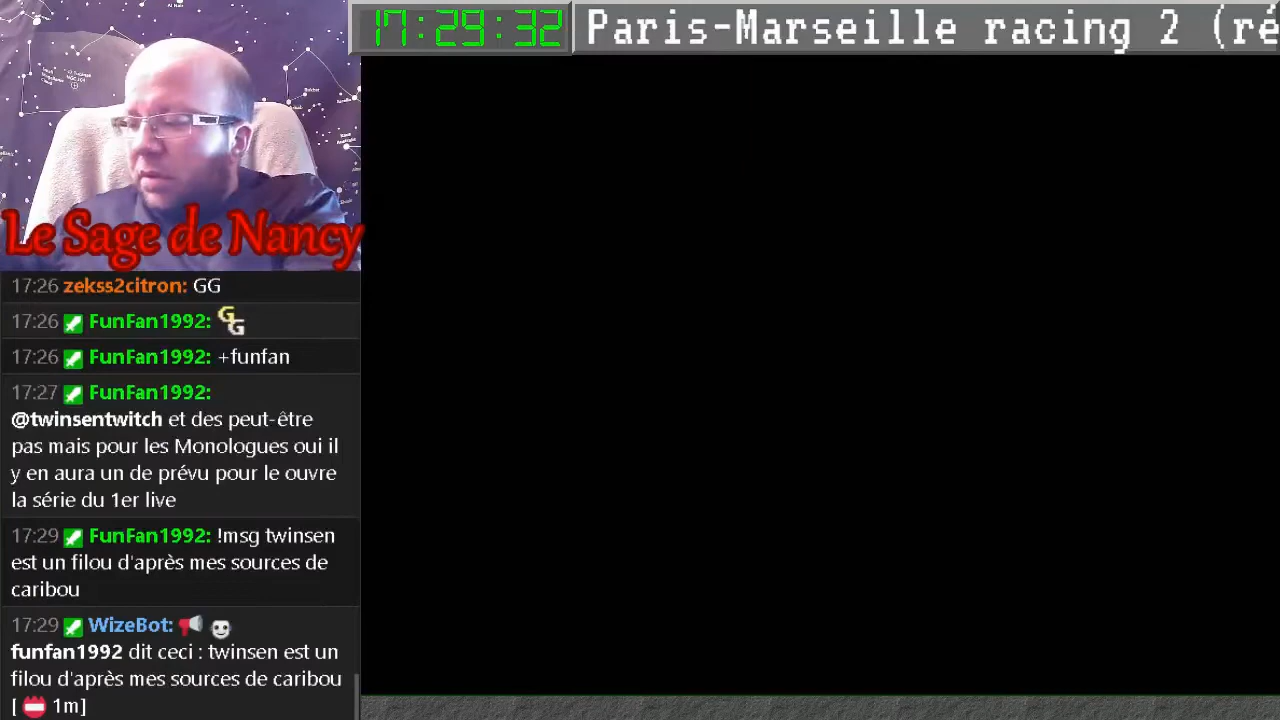 17:29:32
Paris-Marseille racing 2 (ré
Le Sage de Nancy
17:26 zekss2citron: GG
17:26 FunFan1992: GG
17:26 FunFan1992: +funfan
17:27 FunFan1992:
@twinsentwitch et des peut-être
pas mais pour les Monologues oui il
y en aura un de prévu pour le ouvre
la série du 1er live
17:29 FunFan1992: !msg twinsen
est un filou d'après mes sources de
caribou
17:29 WizeBot:
funfan1992 dit ceci : twinsen est un
filou d'après mes sources de caribou
[ 1m]